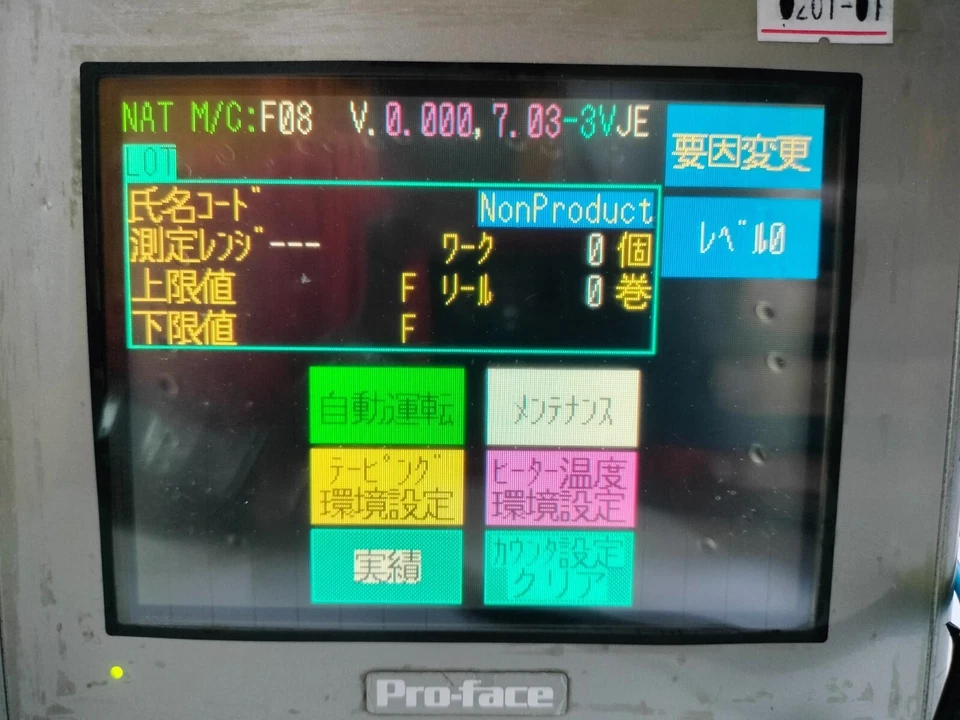 NAT M/C:F08 V.0.000,7.03-3VJE
要因変更
LOT
氏名ｺｰﾄﾞ NonProduct
レベル0
測定ﾚﾝｼﾞ--- ワーク 0 個
上限値 F リール 0 巻
下限値 F
自動運転 メンテナンス
テーピング
環境設定
ヒーター温度
環境設定
実績
ｶｳﾝﾀ設定
クリア
Pro-face